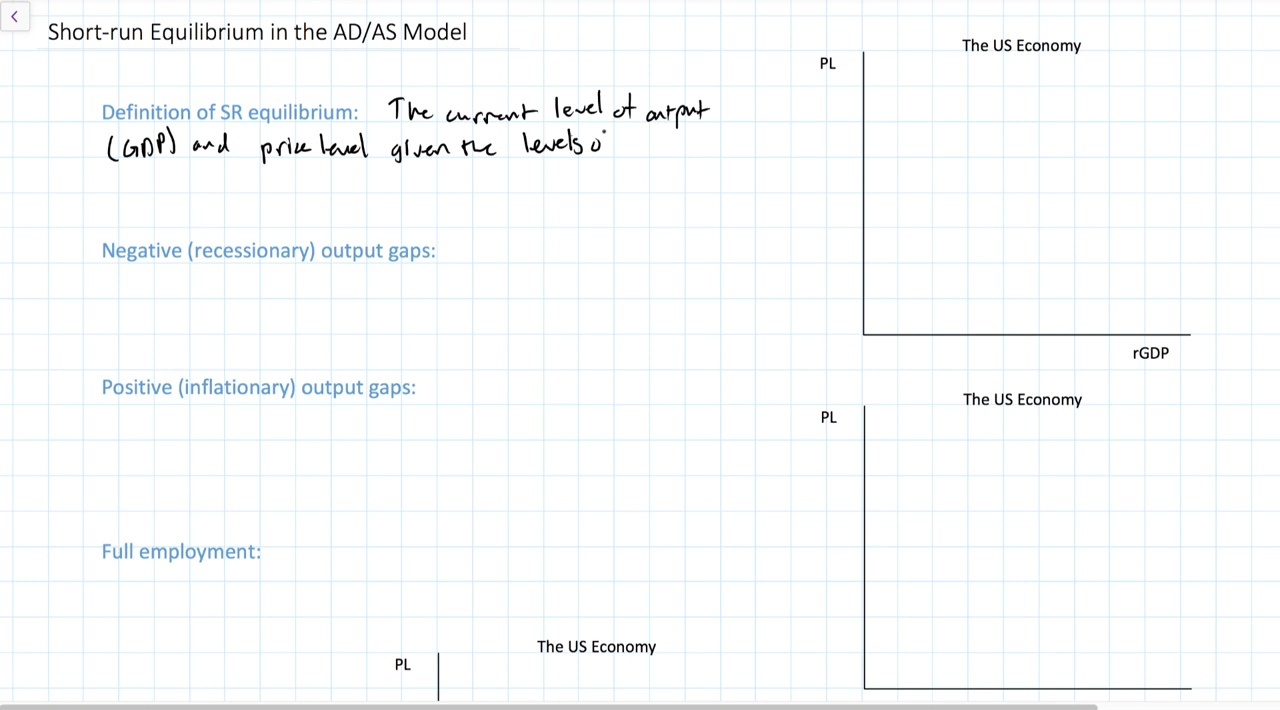 Short-run Equilibrium in the AD/AS Model
Definition of SR equilibrium: The current level of output
(GDP) and price level given the levels o
Negative (recessionary) output gaps:
Positive (inflationary) output gaps:
Full employment:
The US Economy
PL
rGDP
The US Economy
PL
The US Economy
PL